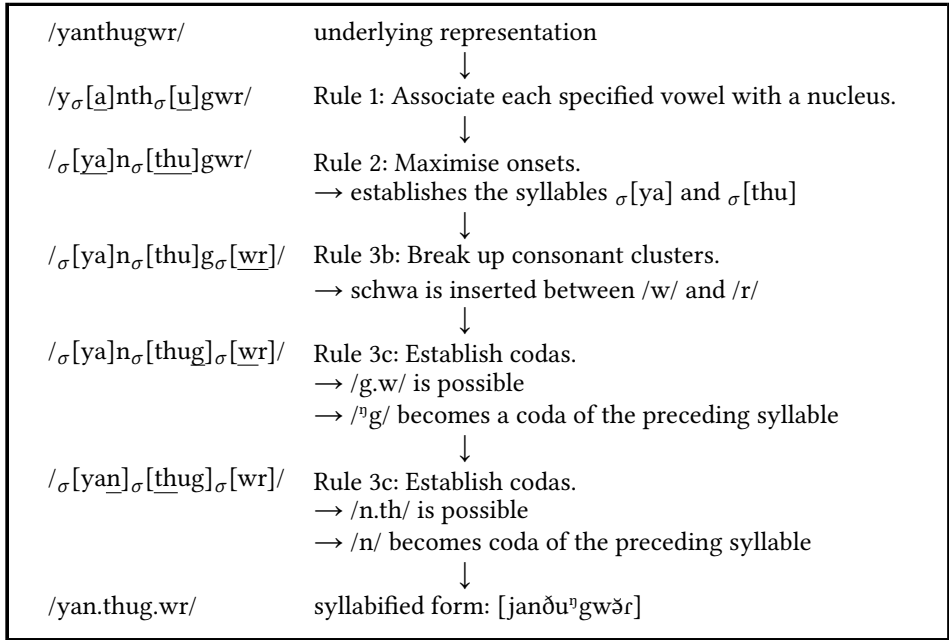 /yanthugwr/ underlying representation
↓
/yσ[a]nthσ[u]gwr/ Rule 1: Associate each specified vowel with a nucleus.
↓
/σ[ya]nσ[thu]gwr/ Rule 2: Maximise onsets.
→ establishes the syllables σ[ya] and σ[thu]
↓
/σ[ya]nσ[thu]gσ[wr]/ Rule 3b: Break up consonant clusters.
→ schwa is inserted between /w/ and /r/
↓
/σ[ya]nσ[thug]σ[wr]/ Rule 3c: Establish codas.
→ /g.w/ is possible
→ /ᵑg/ becomes a coda of the preceding syllable
↓
/σ[yan]σ[thug]σ[wr]/ Rule 3c: Establish codas.
→ /n.th/ is possible
→ /n/ becomes coda of the preceding syllable
↓
/yan.thug.wr/ syllabified form: [janðuᵑgwə̆ɾ]